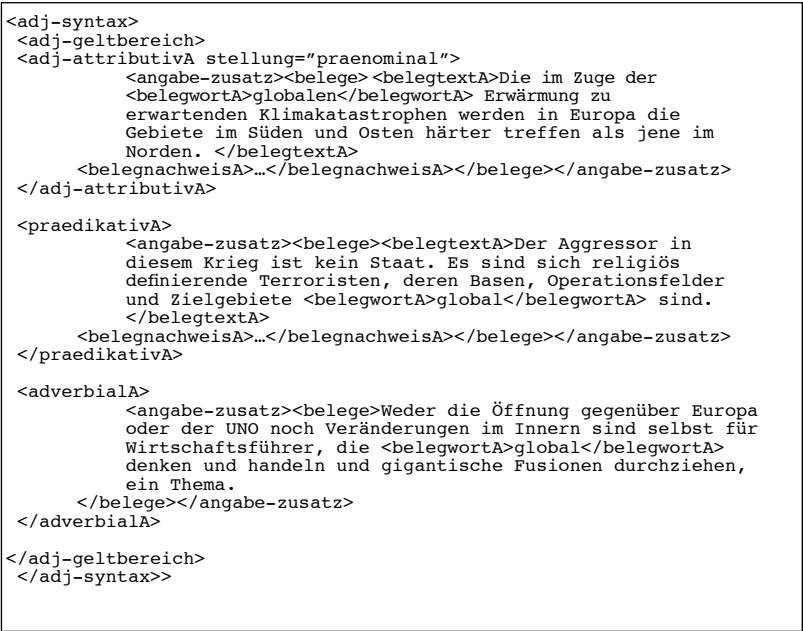 <adj-syntax>
<adj-geltbereich>
<adj-attributivA stellung=”praenominal”>
<angabe-zusatz><belege><belegtextA>Die im Zuge der
<belegwortA>globalen</belegwortA> Erwärmung zu
erwartenden Klimakatastrophen werden in Europa die
Gebiete im Süden und Osten härter treffen als jene im
Norden. </belegtextA>
<belegnachweisA>…</belegnachweisA></belege></angabe-zusatz>
</adj-attributivA>
<praedikativA>
<angabe-zusatz><belege><belegtextA>Der Aggressor in
diesem Krieg ist kein Staat. Es sind sich religiös
definierende Terroristen, deren Basen, Operationsfelder
und Zielgebiete <belegwortA>global</belegwortA> sind.
</belegtextA>
<belegnachweisA>…</belegnachweisA></belege></angabe-zusatz>
</praedikativA>
<adverbialA>
<angabe-zusatz><belege>Weder die Öffnung gegenüber Europa
oder der UNO noch Veränderungen im Innern sind selbst für
Wirtschaftsführer, die <belegwortA>global</belegwortA>
denken und handeln und gigantische Fusionen durchziehen,
ein Thema.
</belege></angabe-zusatz>
</adverbialA>
</adj-geltbereich>
</adj-syntax>>